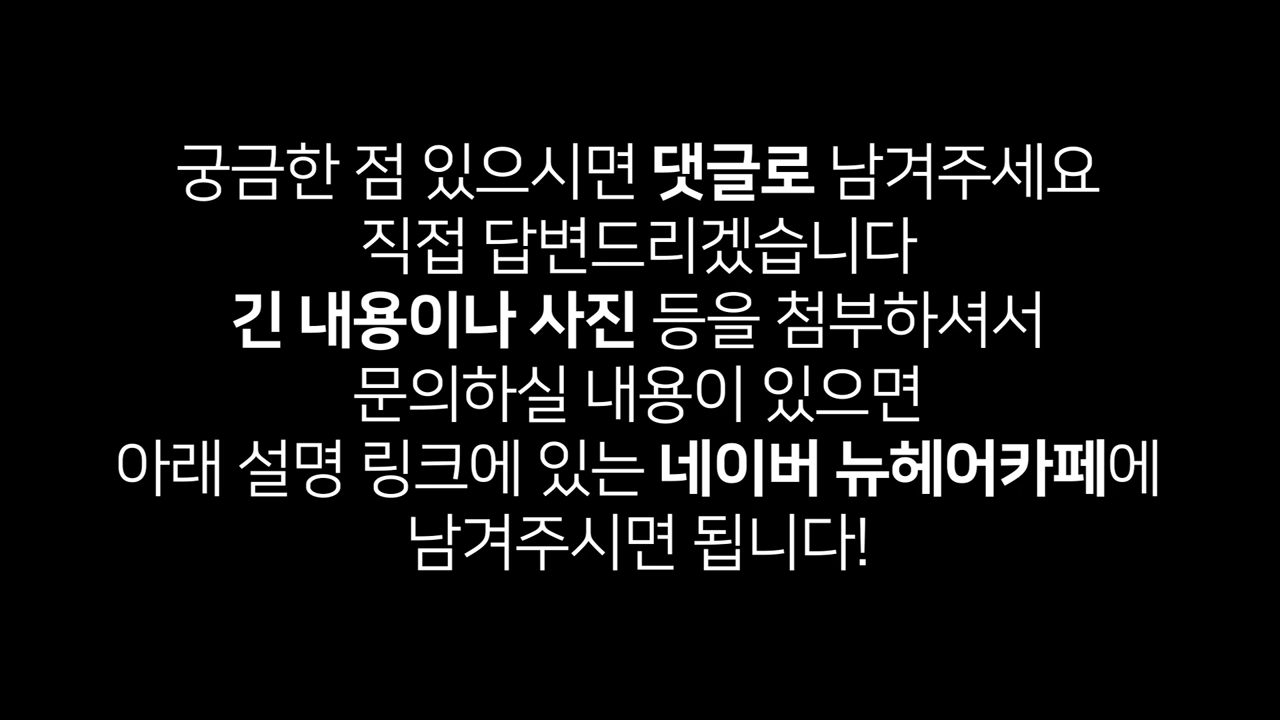 궁금한 점 있으시면 댓글로 남겨주세요
직접 답변드리겠습니다
긴 내용이나 사진 등을 첨부하셔서
문의하실 내용이 있으면
아래 설명 링크에 있는 네이버 뉴헤어카페에
남겨주시면 됩니다!